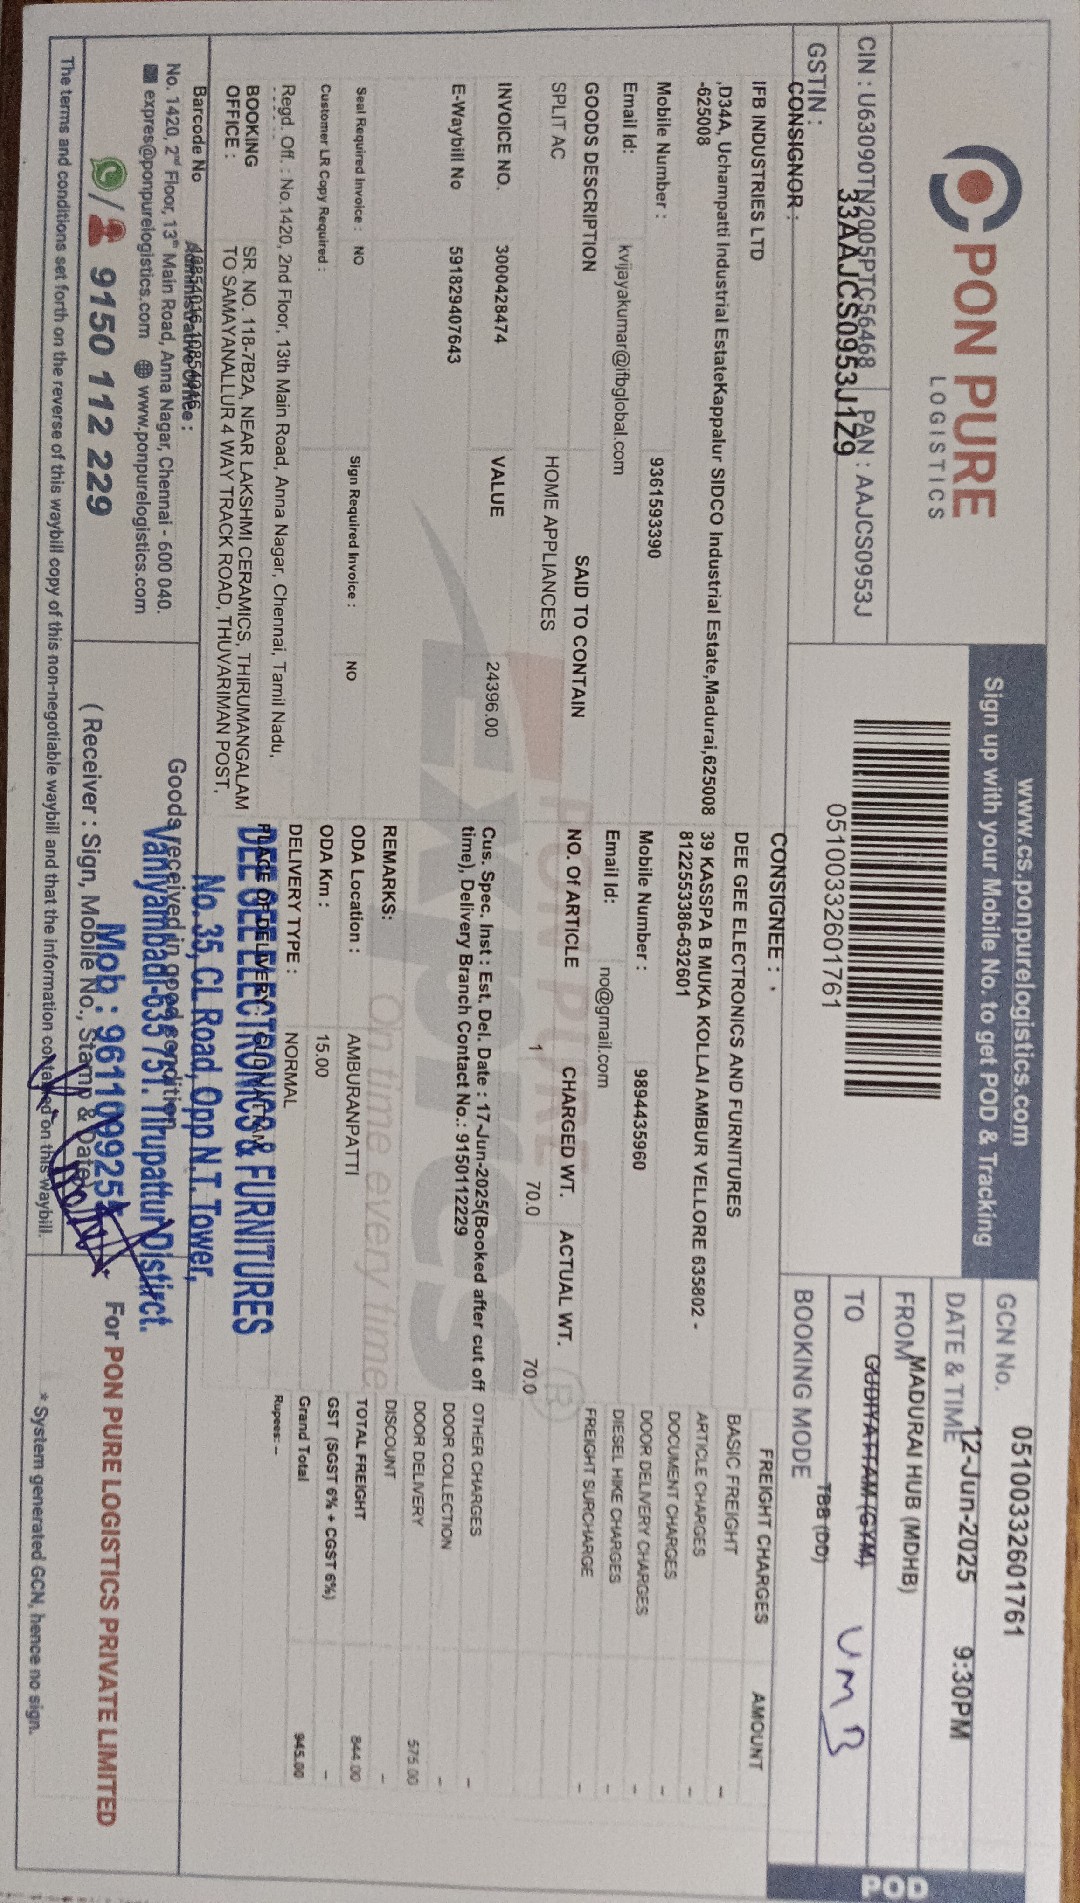 PON PURE
LOGISTICS
CIN : U63090TN2005PTC56468 PAN : AAJCS0953J
GSTIN : 33AAJCS0953J1Z9
www.cs.ponpurelogistics.com
Sign up with your Mobile No. to get POD & Tracking
05100332601761
GCN No. 05100332601761
DATE & TIME 12-Jun-2025 9:30PM
FROM MADURAI HUB (MDHB)
TO GUDIYATTAM (GYM) UMB
BOOKING MODE TBB (DD)
POD
CONSIGNOR :
IFB INDUSTRIES LTD
,D34A, Uchampatti Industrial EstateKappalur SIDCO Industrial Estate,Madurai,625008
-625008
Mobile Number : 9361593390
Email Id: kvijayakumar@ifbglobal.com
CONSIGNEE : .
DEE GEE ELECTRONICS AND FURNITURES
39 KASSPA B MUKA KOLLAI AMBUR VELLORE 635802 -
8122553386-632601
Mobile Number : 9894435960
Email Id: no@gmail.com
GOODS DESCRIPTION SAID TO CONTAIN NO. Of ARTICLE CHARGED WT. ACTUAL WT.
SPLIT AC HOME APPLIANCES 1 70.0 70.0
INVOICE NO. 3000428474 VALUE 24396.00
E-Waybill No 591829407643
Cus. Spec. Inst : Est. Del. Date : 17-Jun-2025(Booked after cut off
time), Delivery Branch Contact No.: 9150112229
REMARKS:
Seal Required Invoice : NO Sign Required Invoice : NO
Customer LR Copy Required :
ODA Location : AMBURANPATTI
ODA Km : 15.00
DELIVERY TYPE : NORMAL
PLACE OF DELIVERY : GUDIYATTAM
Regd. Off. : No.1420, 2nd Floor, 13th Main Road, Anna Nagar, Chennai, Tamil Nadu,
BOOKING OFFICE : SR. NO. 118-7B2A, NEAR LAKSHMI CERAMICS, THIRUMANGALAM
TO SAMAYANALLUR 4 WAY TRACK ROAD, THUVARIMAN POST,
FREIGHT CHARGES AMOUNT
BASIC FREIGHT -
ARTICLE CHARGES -
DOCUMENT CHARGES -
DOOR DELIVERY CHARGES -
DIESEL HIKE CHARGES -
FREIGHT SURCHARGE -
OTHER CHARGES -
DOOR COLLECTION -
DOOR DELIVERY 575.00
DISCOUNT -
TOTAL FREIGHT 844.00
GST (SGST 6% + CGST 6%) -
Grand Total 945.00
Rupees: –
PON PURE
Expres
On time every time
®
Barcode No 10854016-10854016
Administrative Office :
No. 1420, 2nd Floor, 13th Main Road, Anna Nagar, Chennai - 600 040.
expres@ponpurelogistics.com www.ponpurelogistics.com
/ 9150 112 229
Goods received in good condition
( Receiver : Sign, Mobile No., Stamp & Date)
DEE GEE ELECTRONICS & FURNITURES
No. 35, CL Road, Opp N.T. Tower,
Vaniyambadi-635 751. Tirupattur Distirct.
Mob : 961109925
For PON PURE LOGISTICS PRIVATE LIMITED
The terms and conditions set forth on the reverse of this waybill copy of this non-negotiable waybill and that the information contained on this waybill.
* System generated GCN, hence no sign.